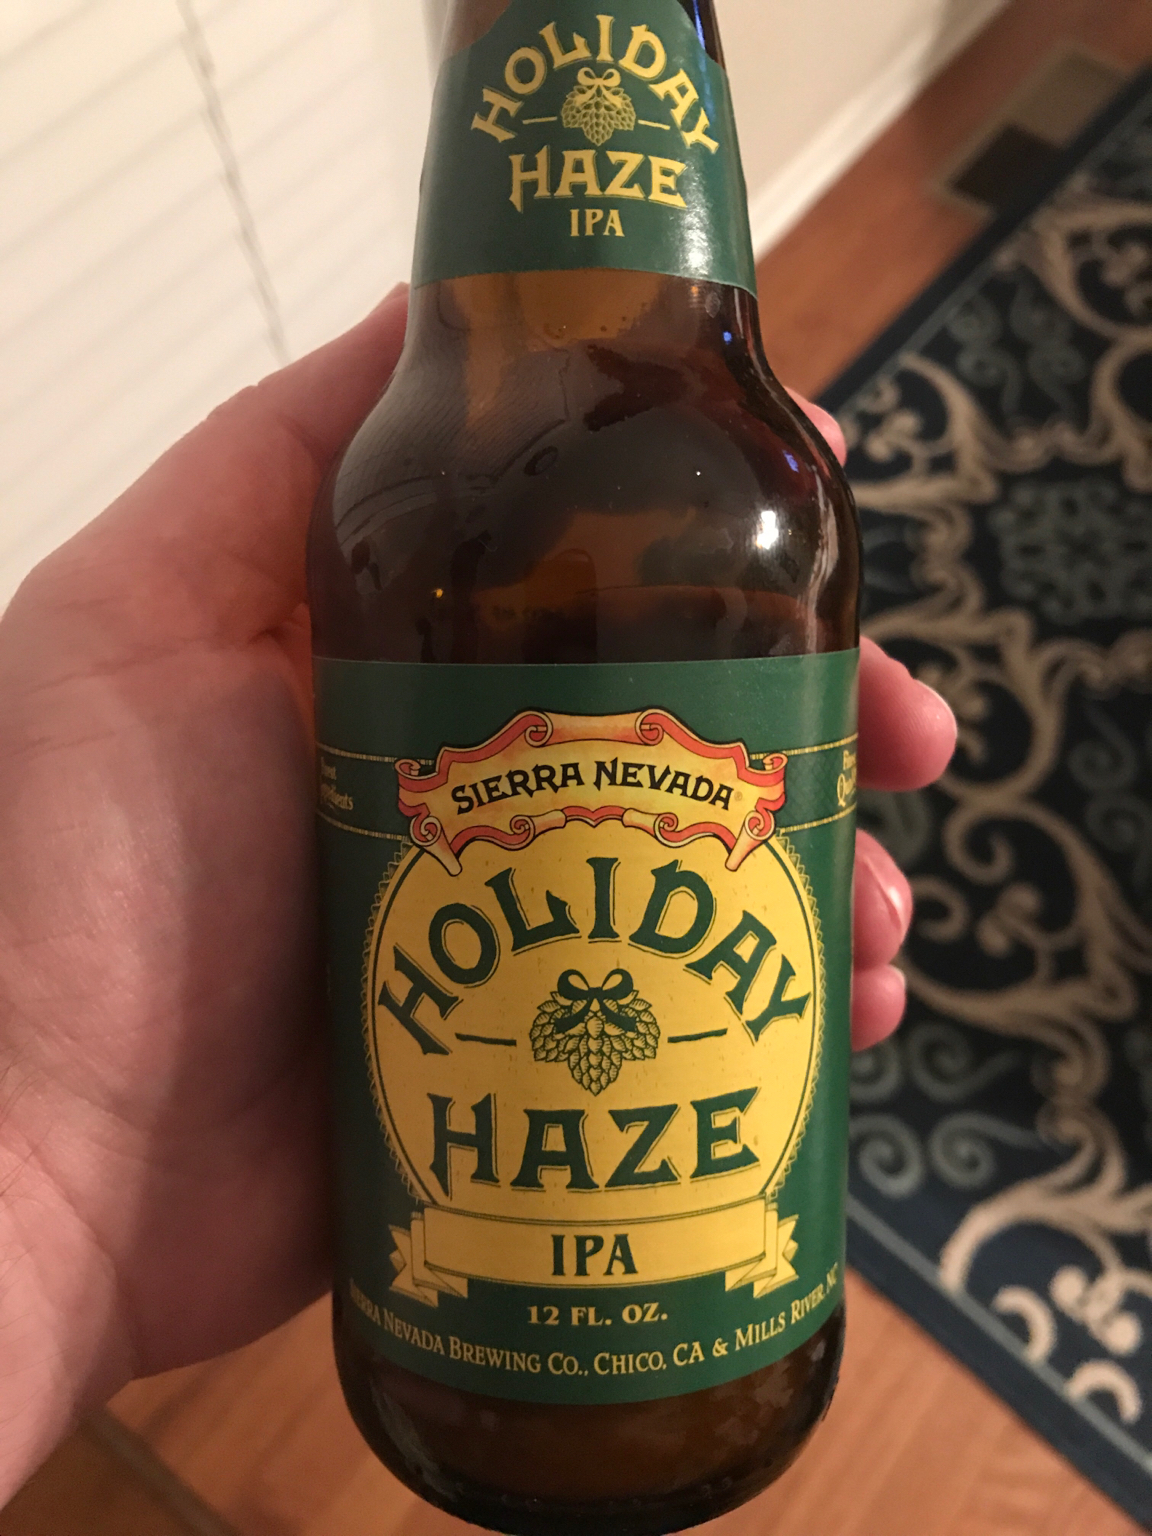 HOLIDAY
HAZE
IPA
SIERRA NEVADA
HOLIDAY
HAZE
IPA
12 FL. OZ.
SIERRA NEVADA BREWING CO., CHICO, CA & MILLS RIVER, NC